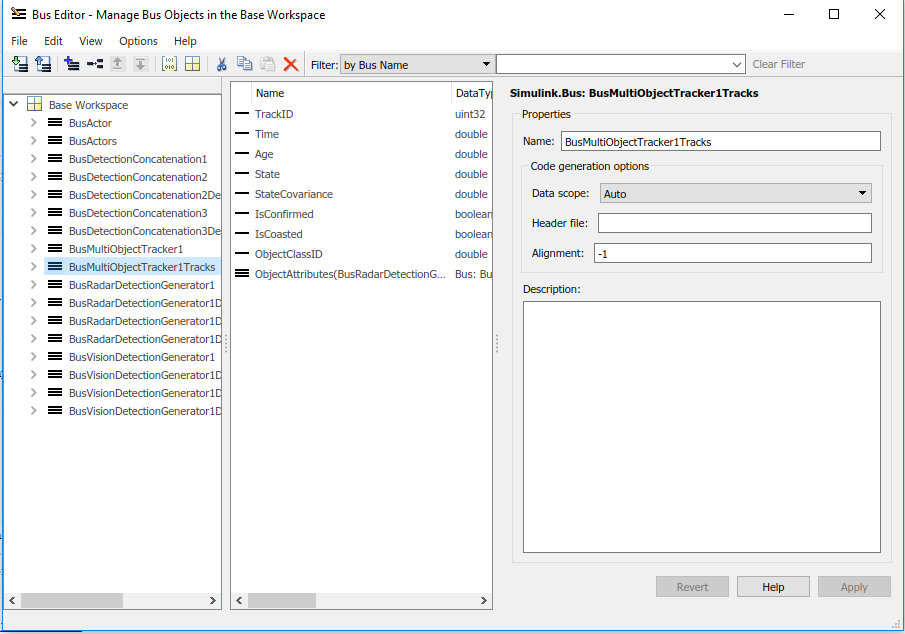 Bus Editor - Manage Bus Objects in the Base Workspace
File Edit View Options Help
Filter: by Bus Name Clear Filter
Base Workspace
BusActor
BusActors
BusDetectionConcatenation1
BusDetectionConcatenation2
BusDetectionConcatenation2De
BusDetectionConcatenation3
BusDetectionConcatenation3De
BusMultiObjectTracker1
BusMultiObjectTracker1Tracks
BusRadarDetectionGenerator1
BusRadarDetectionGenerator1D
BusRadarDetectionGenerator1D
BusRadarDetectionGenerator1D
BusVisionDetectionGenerator1
BusVisionDetectionGenerator1D
BusVisionDetectionGenerator1D
BusVisionDetectionGenerator1D
Name DataTyp
TrackID uint32
Time double
Age double
State double
StateCovariance double
IsConfirmed boolean
IsCoasted boolean
ObjectClassID double
ObjectAttributes(BusRadarDetectionG... Bus: Bu
Simulink.Bus: BusMultiObjectTracker1Tracks
Properties
Name: BusMultiObjectTracker1Tracks
Code generation options
Data scope: Auto
Header file:
Alignment: -1
Description:
Revert Help Apply